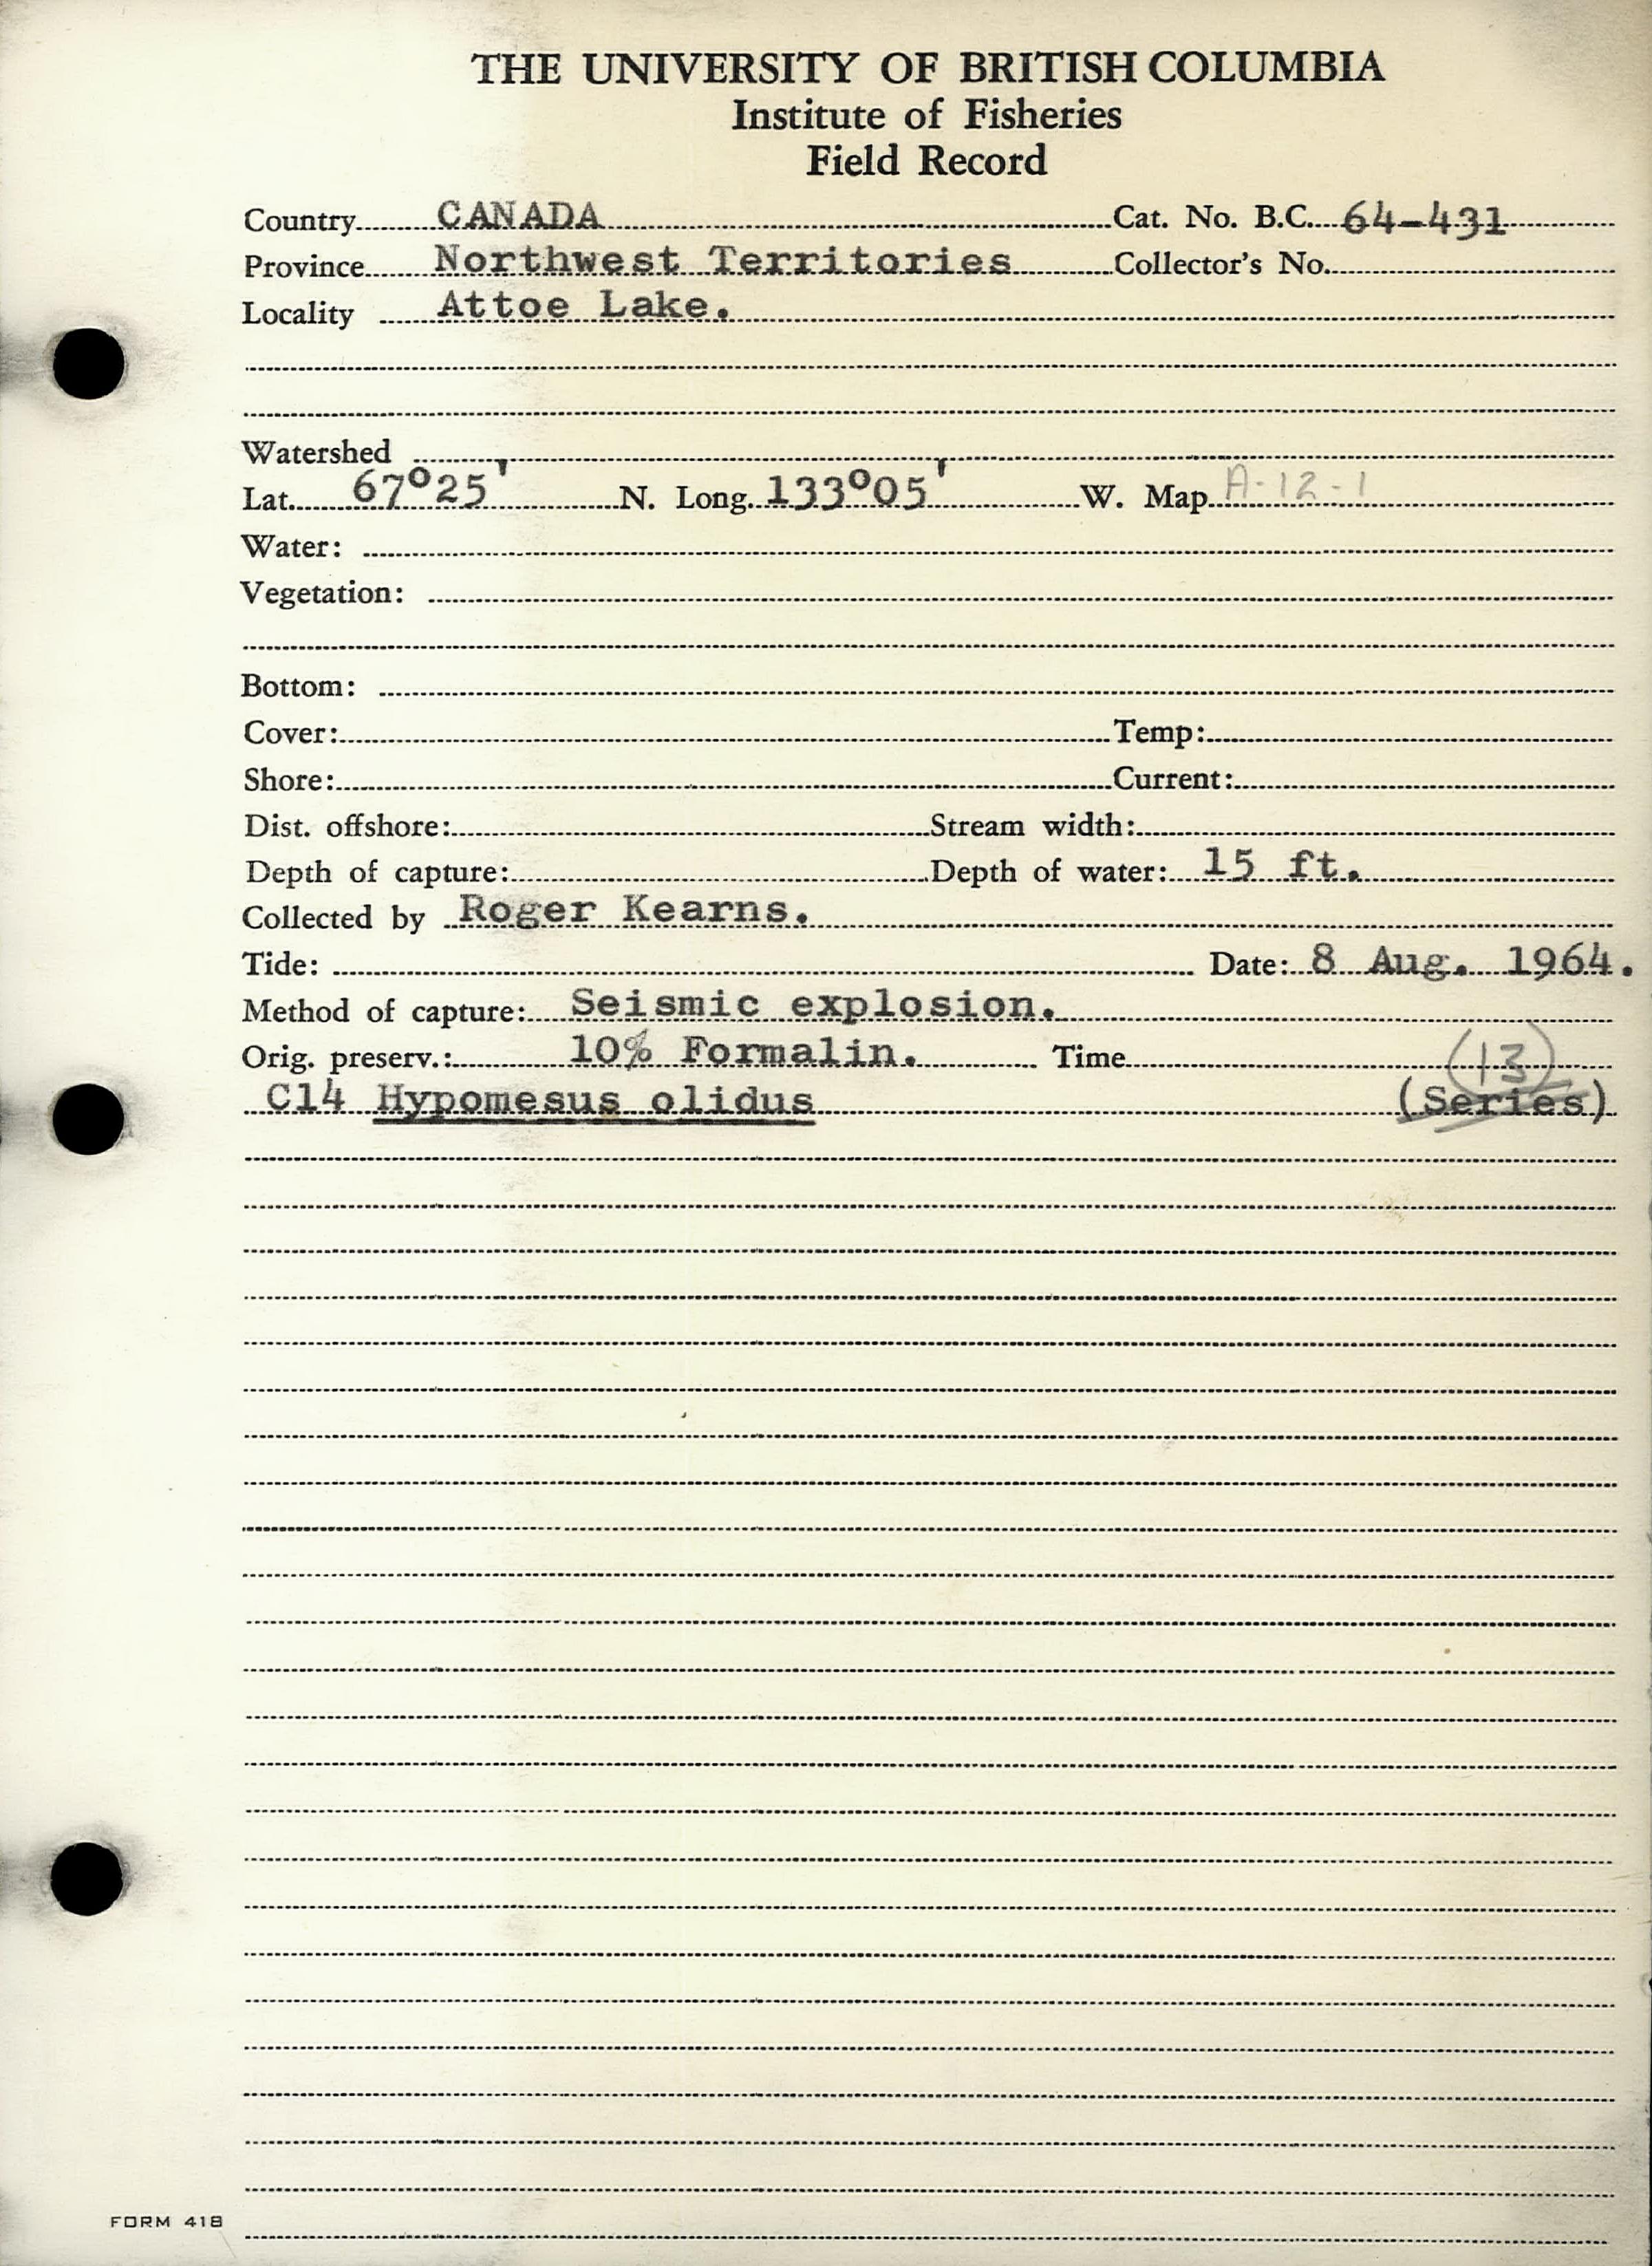 THE UNIVERSITY OF BRITISH COLUMBIA
Institute of Fisheries
Field Record
Country CANADA Cat. No. B.C. 64-431
Province Northwest Territories Collector's No.
Locality Attoe Lake.
Watershed
Lat. 67°25' N. Long. 133°05' W. Map A-12-1
Water:
Vegetation:
Bottom:
Cover: Temp:
Shore: Current:
Dist. offshore: Stream width:
Depth of capture: Depth of water: 15 ft.
Collected by Roger Kearns.
Tide: Date: 8 Aug. 1964.
Method of capture: Seismic explosion.
Orig. preserv.: 10% Formalin. Time
(13)
C14 Hypomesus olidus (Series)
FORM 418